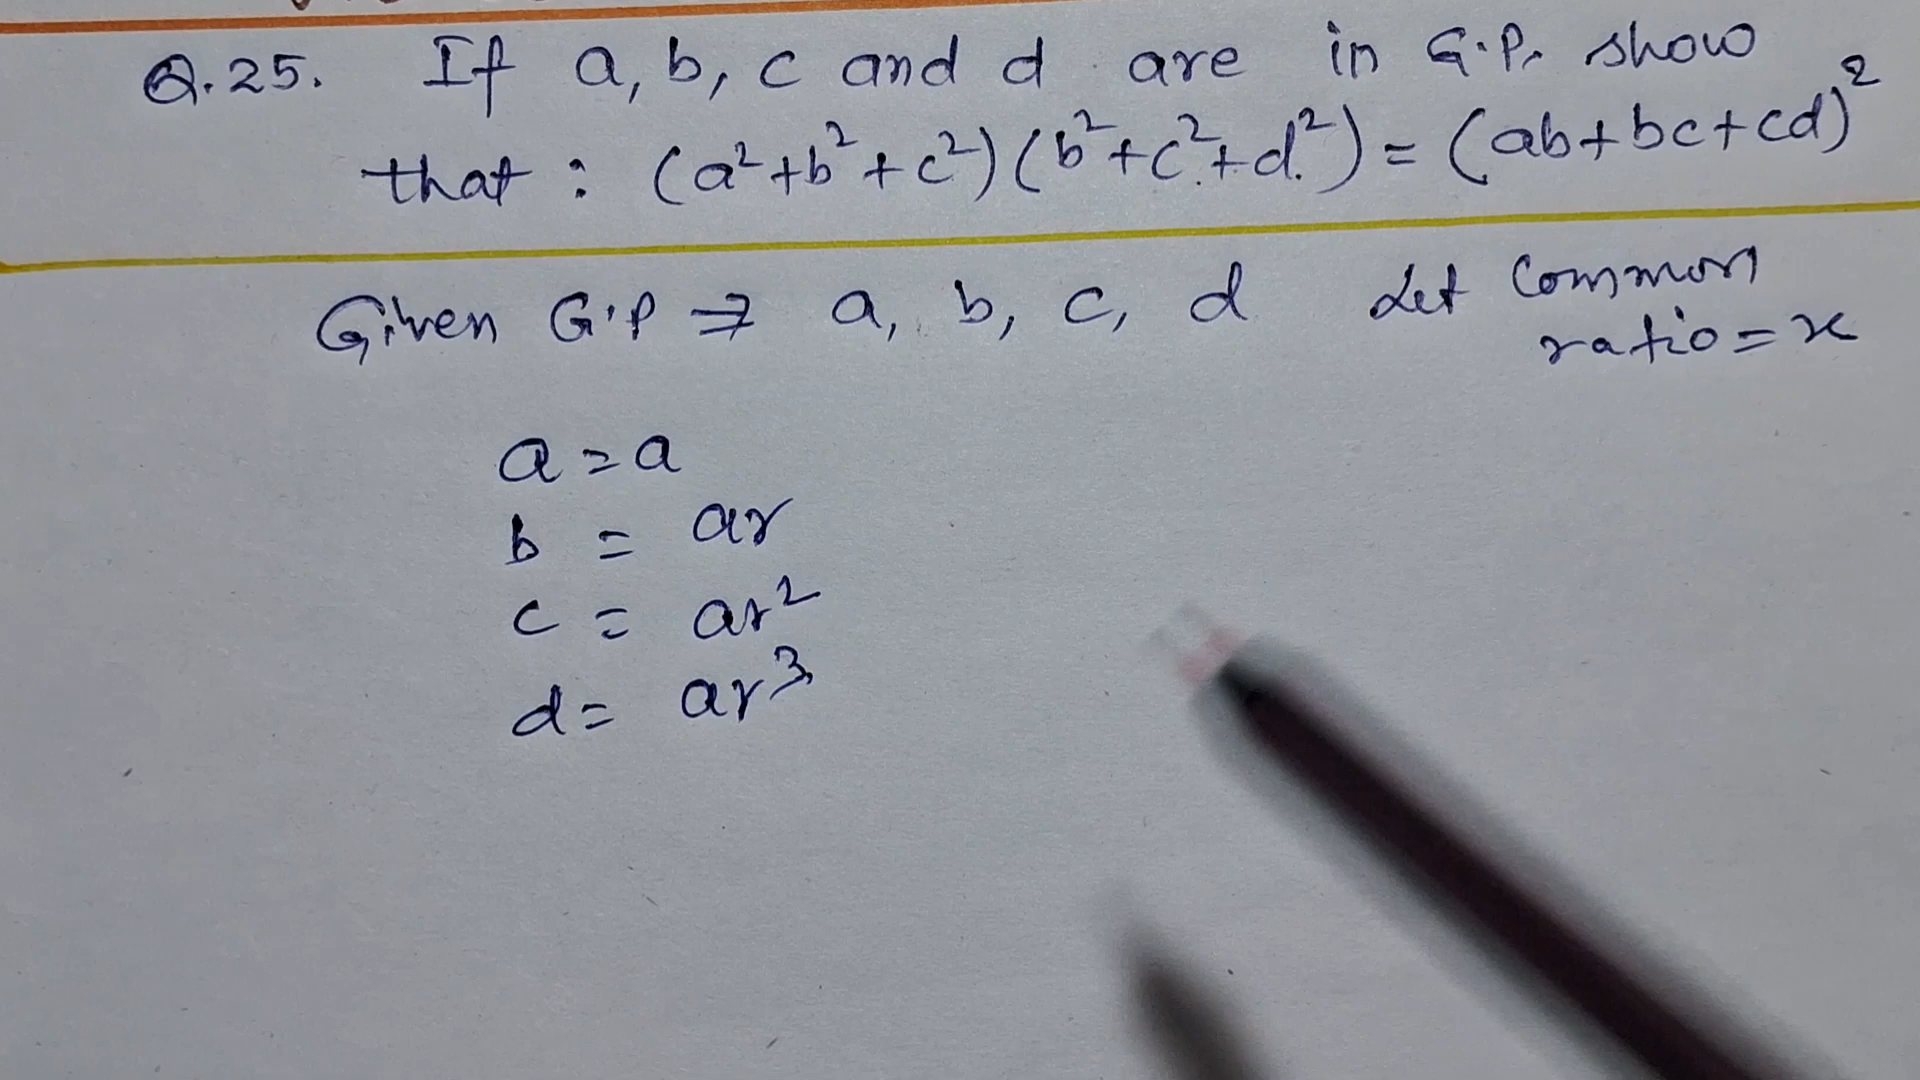 Q.25. If a, b, c and d are in G.P. show
that : (a²+b²+c²)(b²+c²+d²) = (ab+bc+cd)²
Given G.P ⇒ a, b, c, d Let common
ratio = r
a = a
b = ar
c = ar²
d = ar³